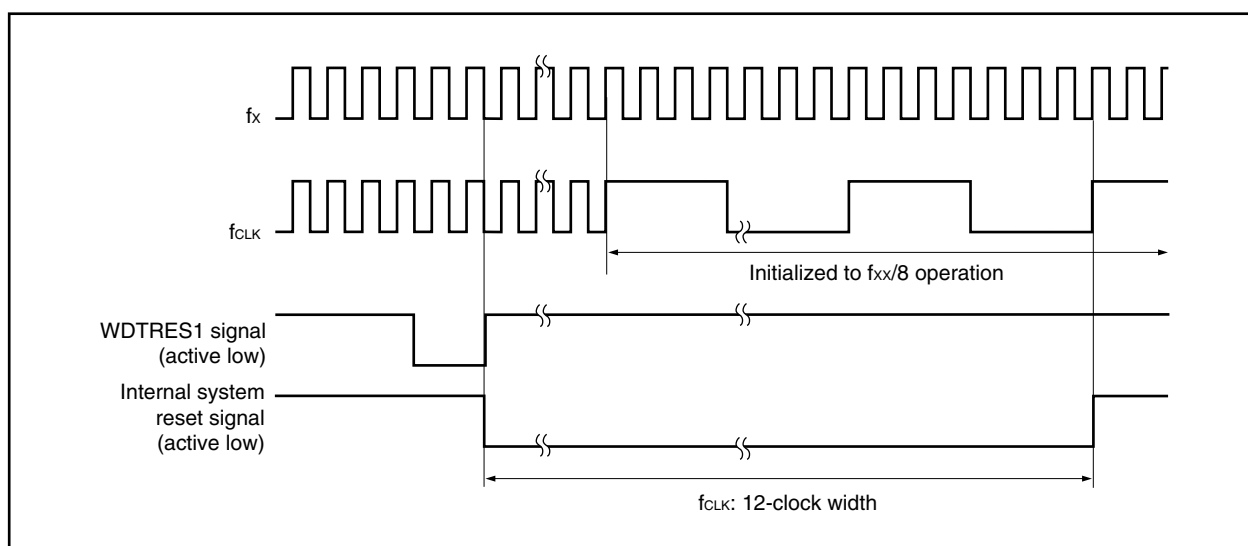 fX
fCLK
Initialized to fXX/8 operation
WDTRES1 signal
(active low)
Internal system
reset signal
(active low)
fCLK: 12-clock width